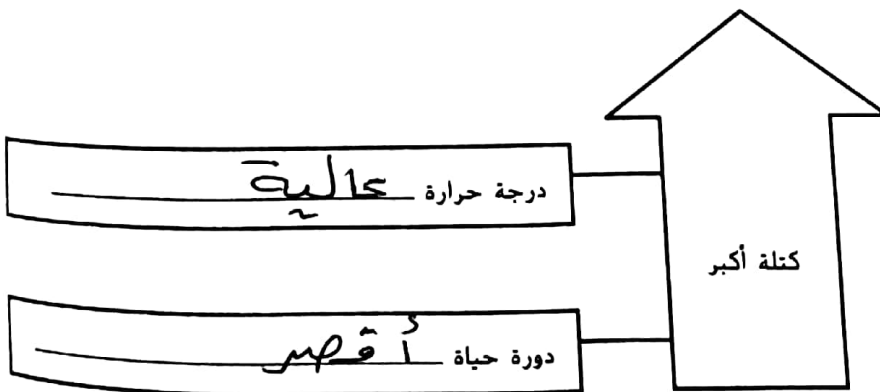 درجة حرارة عالية
كتلة أكبر
دورة حياة أقصر